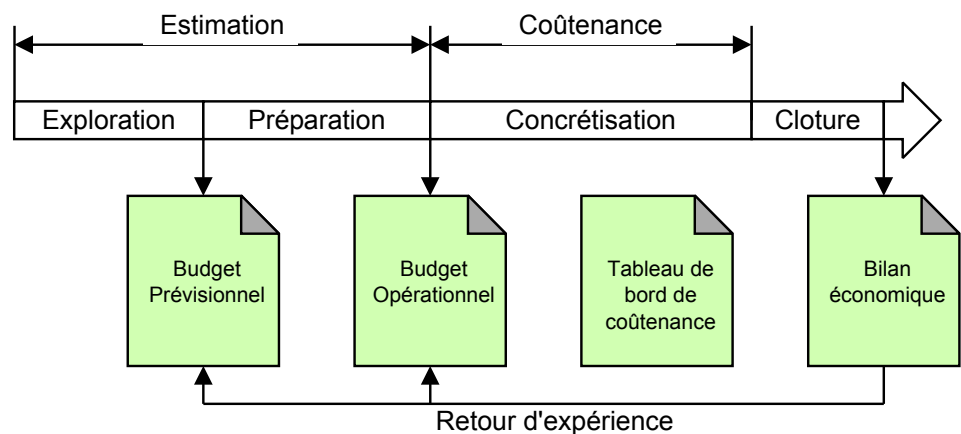 Estimation
Coûtenance
Exploration
Préparation
Concrétisation
Cloture
Budget
Prévisionnel
Budget
Opérationnel
Tableau de
bord de
coûtenance
Bilan
économique
Retour d'expérience